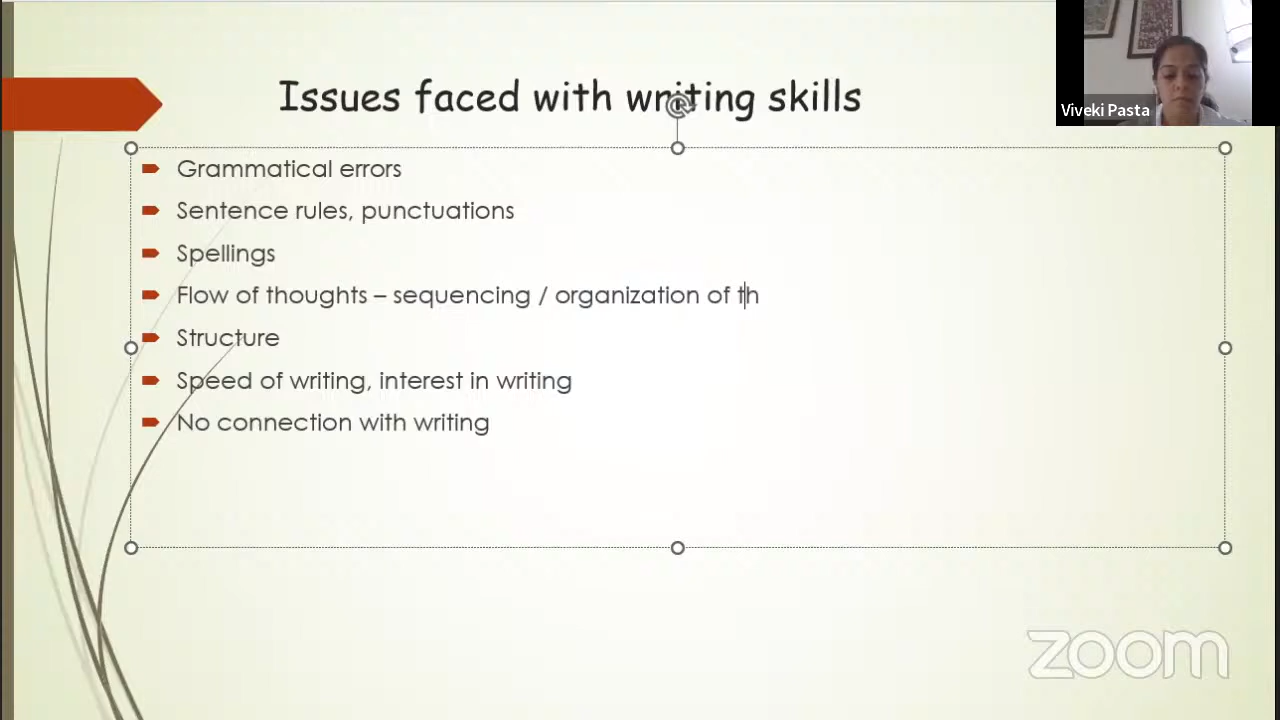 Issues faced with writing skills
Viveki Pasta
Grammatical errors
Sentence rules, punctuations
Spellings
Flow of thoughts – sequencing / organization of th
Structure
Speed of writing, interest in writing
No connection with writing
zoom